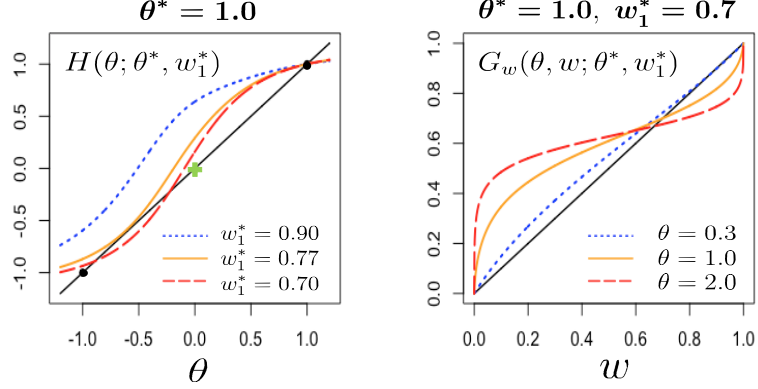 θ* = 1.0
H(θ; θ*, w₁*)
1.0
0.5
0.0
-0.5
-1.0
w₁* = 0.90
w₁* = 0.77
w₁* = 0.70
-1.0 -0.5 0.0 0.5 1.0
θ
θ* = 1.0, w₁* = 0.7
G_w(θ, w; θ*, w₁*)
1.0
0.8
0.6
0.4
0.2
0.0
θ = 0.3
θ = 1.0
θ = 2.0
0.0 0.2 0.4 0.6 0.8 1.0
w